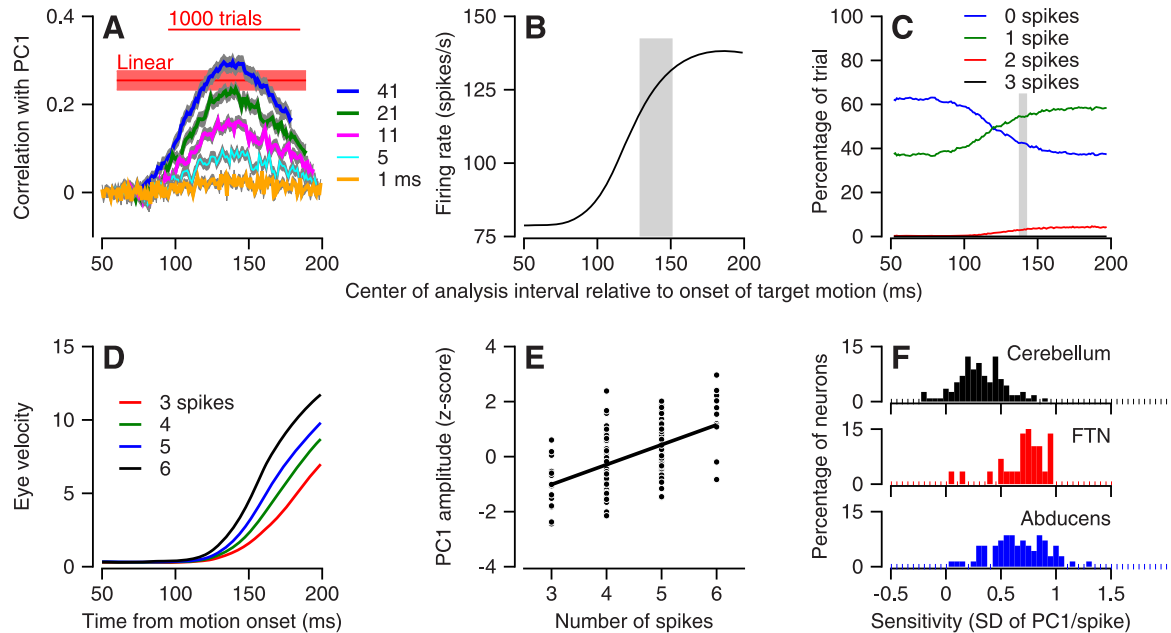 A
1000 trials
Linear
41
21
11
5
1 ms
Correlation with PC1
0.4
0.2
0
50 100 150 200
B
Firing rate (spikes/s)
150
125
100
75
50 100 150 200
C
0 spikes
1 spike
2 spikes
3 spikes
Percentage of trial
100
80
60
40
20
0
50 100 150 200
Center of analysis interval relative to onset of target motion (ms)
D
3 spikes
4
5
6
Eye velocity
15
10
5
0
50 100 150 200
Time from motion onset (ms)
E
PC1 amplitude (z-score)
4
2
0
-2
-4
3 4 5 6
Number of spikes
F
Percentage of neurons
Cerebellum
15
0
FTN
15
0
Abducens
15
0
-0.5 0 0.5 1 1.5
Sensitivity (SD of PC1/spike)